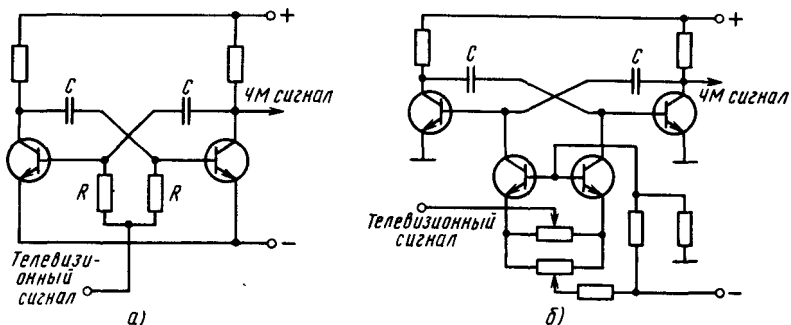 +
C
C
ЧМ сигнал
R
R
−
Телевизи-
онный
сигнал
а)
+
C
C
ЧМ сигнал
Телевизионный
сигнал
−
б)